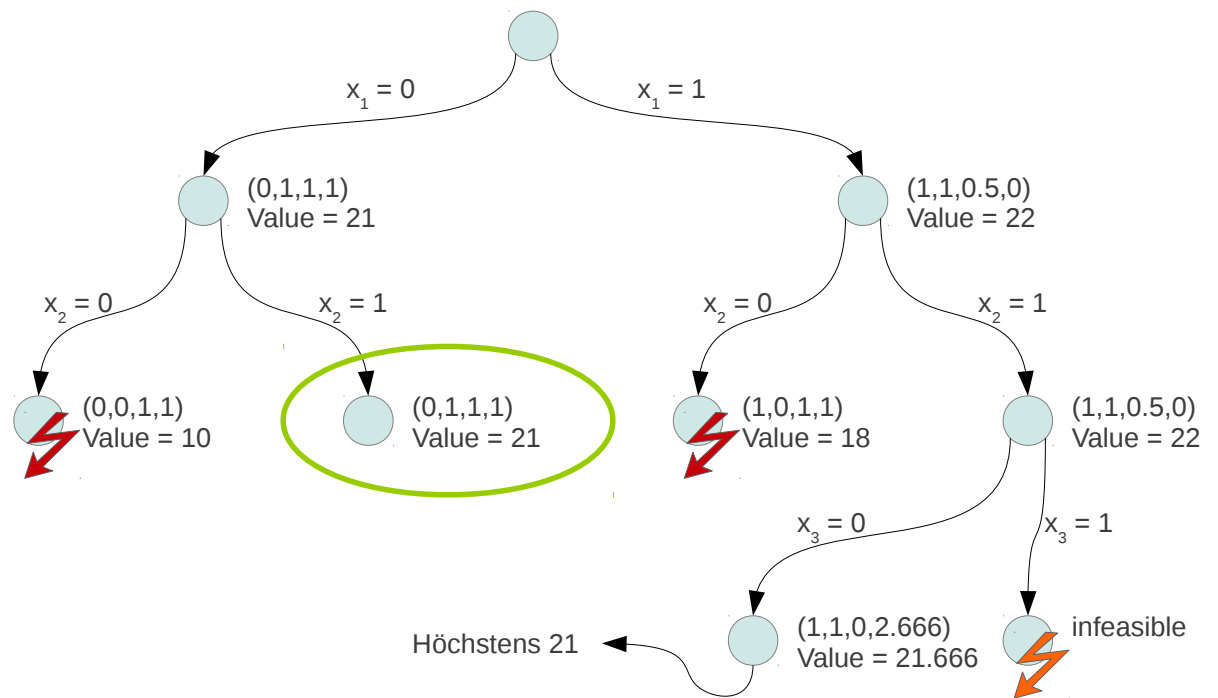 x₁ = 0
x₁ = 1
(0,1,1,1)
Value = 21
(1,1,0.5,0)
Value = 22
x₂ = 0
x₂ = 1
x₂ = 0
x₂ = 1
(0,0,1,1)
Value = 10
(0,1,1,1)
Value = 21
(1,0,1,1)
Value = 18
(1,1,0.5,0)
Value = 22
x₃ = 0
x₃ = 1
Höchstens 21
(1,1,0,2.666)
Value = 21.666
infeasible